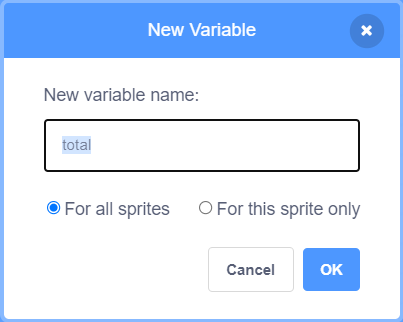 New Variable
New variable name:
total
For all sprites For this sprite only
Cancel OK